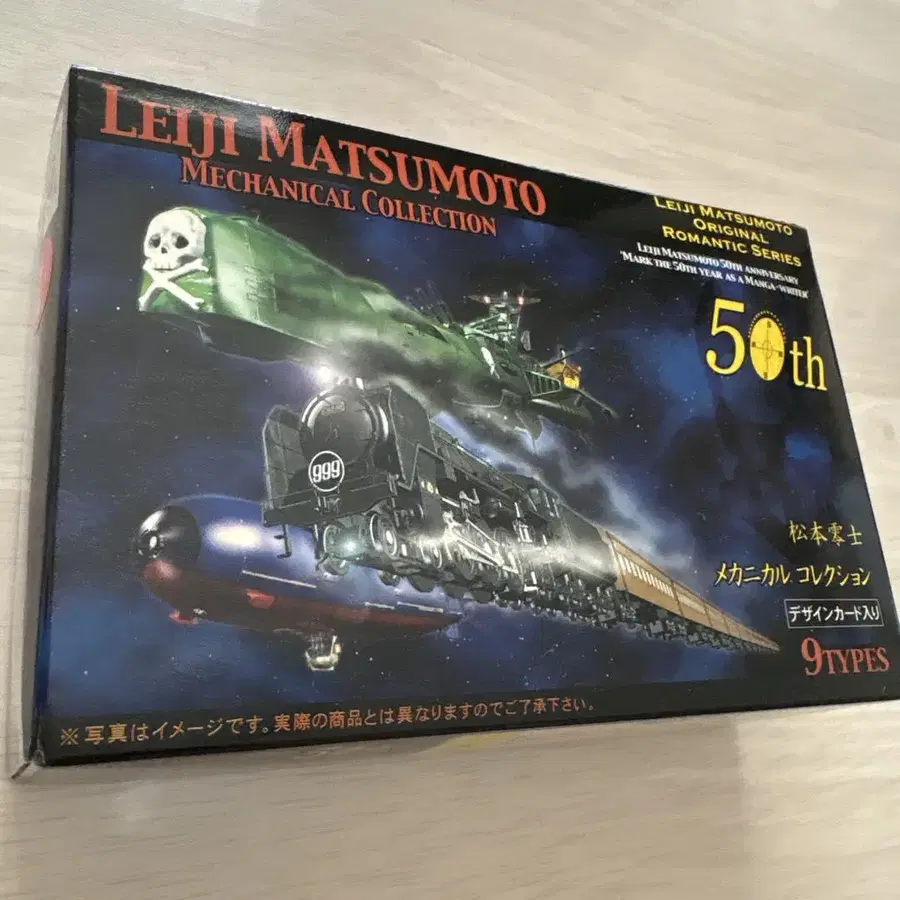 LEIJI MATSUMOTO
MECHANICAL COLLECTION
LEIJI MATSUMOTO
ORIGINAL
ROMANTIC SERIES
LEIJI MATSUMOTO 50TH ANNIVERSARY
"MARK THE 50TH YEAR AS A MANGA-WRITER"
50th
999
松本零士
メカニカル コレクション
デザインカード入り
9TYPES
※写真はイメージです。実際の商品とは異なりますのでご了承下さい。